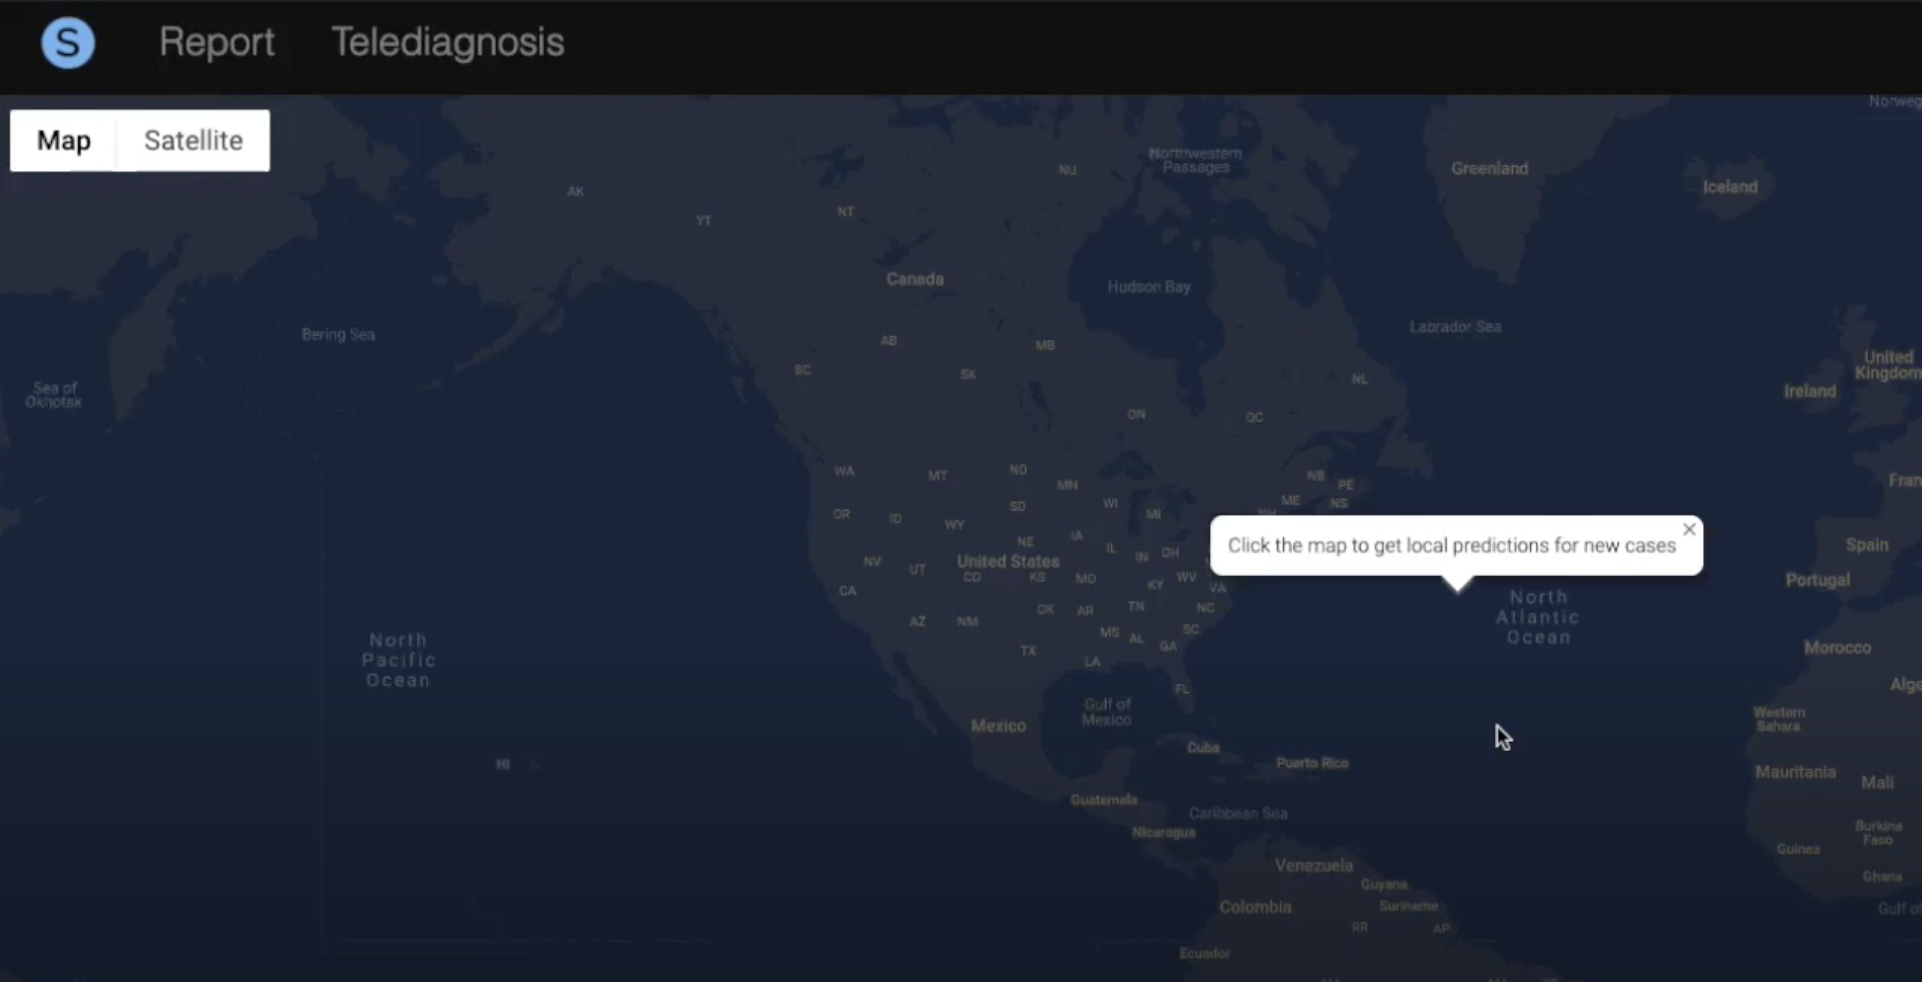 S Report Telediagnosis
Map Satellite
Norweg
Northwestern
Passages
NU
Greenland
Iceland
AK
YT
NT
Canada
Hudson Bay
Labrador Sea
Bering Sea
AB
MB
BC
SK
NL
United
Kingdom
Ireland
Sea of
Okhotsk
ON
QC
WA
MT
ND
MN
NB
PE
Fran
OR
ID
WY
SD
WI
MI
ME
NS
NH
NE
IA
IL
IN
OH
Click the map to get local predictions for new cases
Spain
NV
UT
United States
CO
KS
MO
KY
WV
VA
Portugal
CA
OK
AR
TN
NC
North
Atlantic
Ocean
AZ
NM
MS
AL
SC
GA
North
Pacific
Ocean
TX
LA
Morocco
FL
Alge
Gulf of
Mexico
Mexico
Western
Sahara
Cuba
HI
Puerto Rico
Mauritania
Mali
Guatemala
Caribbean Sea
Nicaragua
Burkina
Faso
Guinea
Venezuela
Guyana
Ghana
Colombia
Suriname
Gulf of
RR
AP
Ecuador